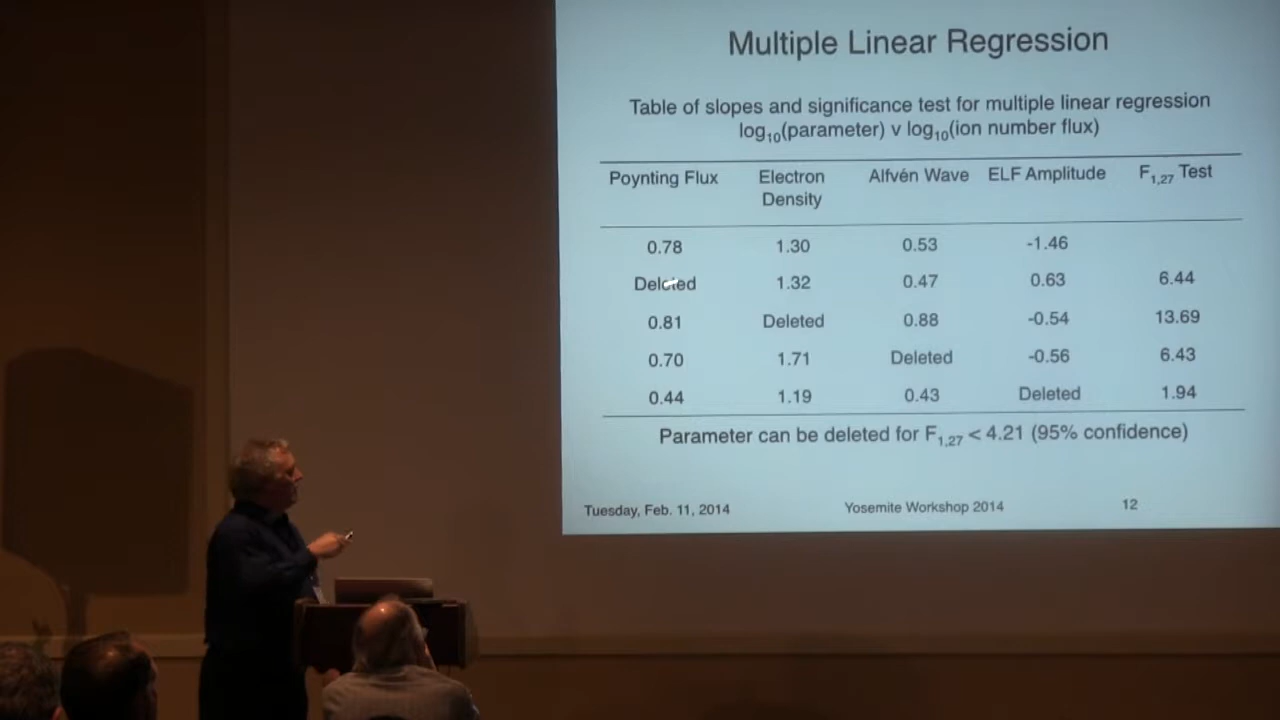 Multiple Linear Regression
Table of slopes and significance test for multiple linear regression
log₁₀(parameter) v log₁₀(ion number flux)
Poynting Flux Electron Density Alfvén Wave ELF Amplitude F₁,₂₇ Test
0.78 1.30 0.53 -1.46
Deleted 1.32 0.47 0.63 6.44
0.81 Deleted 0.88 -0.54 13.69
0.70 1.71 Deleted -0.56 6.43
0.44 1.19 0.43 Deleted 1.94
Parameter can be deleted for F₁,₂₇ < 4.21 (95% confidence)
Tuesday, Feb. 11, 2014 Yosemite Workshop 2014 12